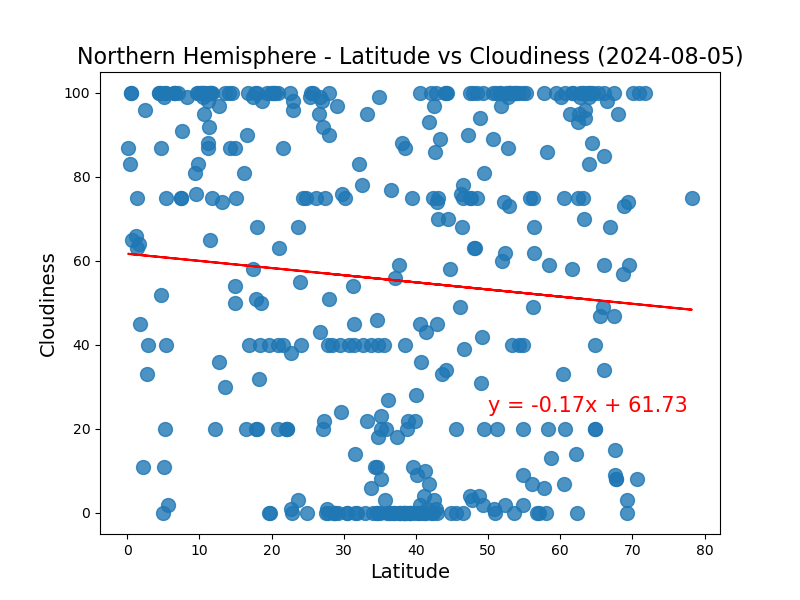 Northern Hemisphere - Latitude vs Cloudiness (2024-08-05)
Cloudiness
100
80
60
40
20
0
y = -0.17x + 61.73
0 10 20 30 40 50 60 70 80
Latitude